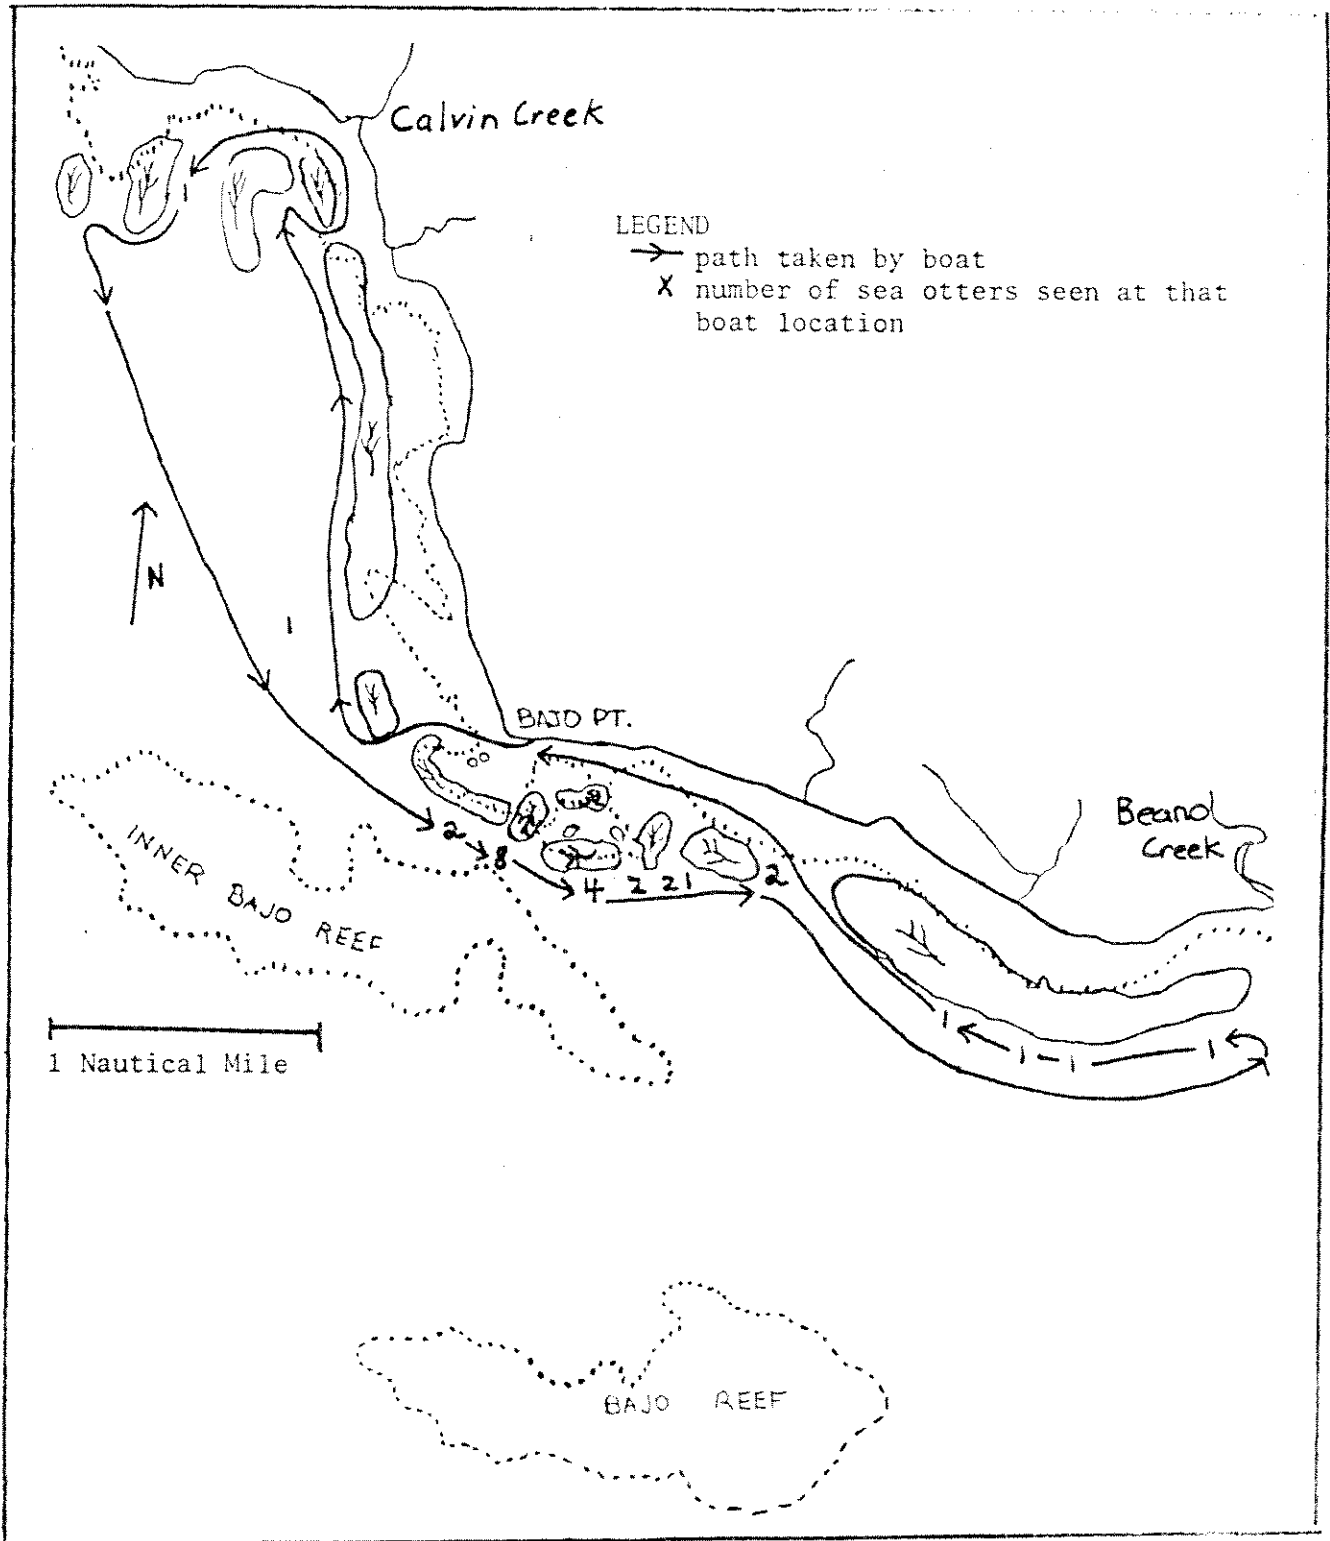 Calvin Creek
1
LEGEND
path taken by boat
X number of sea otters seen at that
boat location
N
1
BAJO PT.
Beano
Creek
INNER BAJO REEF
2
8
4 2 2 1
2
1
1 1 1
1 Nautical Mile
BAJO REEF